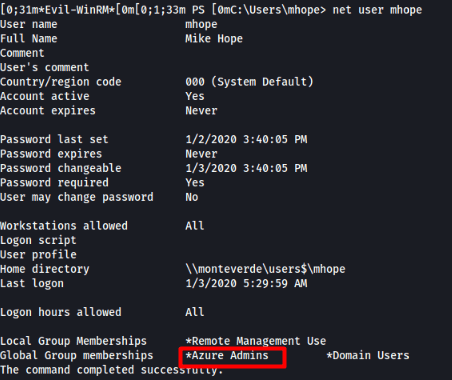 [0;31m*Evil-WinRM*[0m[0;1;33m PS [0mC:\Users\mhope> net user mhope
User name                    mhope
Full Name                    Mike Hope
Comment
User's comment
Country/region code          000 (System Default)
Account active               Yes
Account expires              Never
Password last set            1/2/2020 3:40:05 PM
Password expires             Never
Password changeable          1/3/2020 3:40:05 PM
Password required            Yes
User may change password     No
Workstations allowed         All
Logon script
User profile
Home directory               \\monteverde\users$\mhope
Last logon                   1/3/2020 5:29:59 AM
Logon hours allowed          All
Local Group Memberships      *Remote Management Use
Global Group memberships     *Azure Admins         *Domain Users
The command completed successfully.